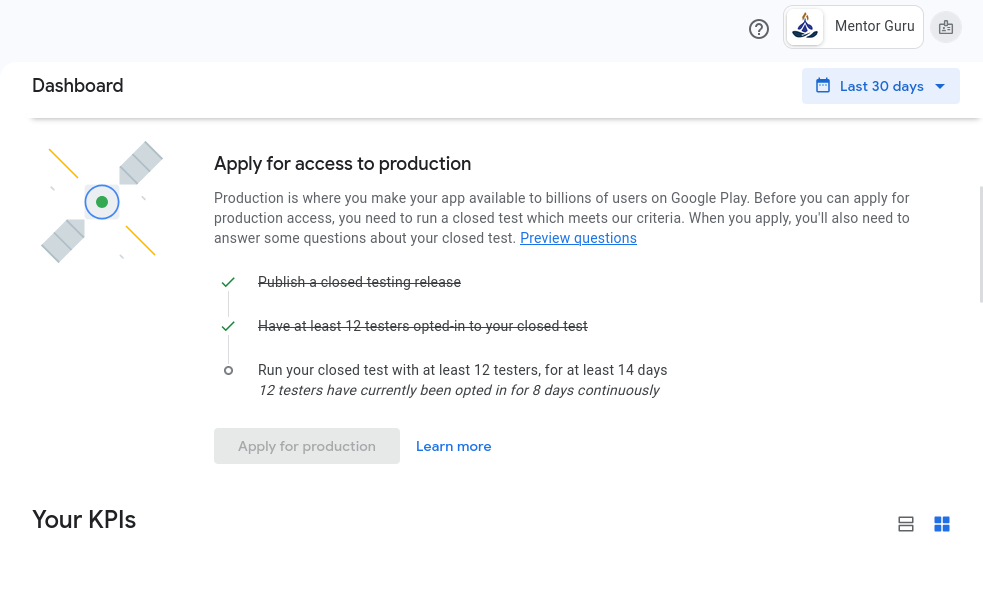 Mentor Guru
Dashboard
Last 30 days
Apply for access to production
Production is where you make your app available to billions of users on Google Play. Before you can apply for
production access, you need to run a closed test which meets our criteria. When you apply, you'll also need to
answer some questions about your closed test. Preview questions
Publish a closed testing release
Have at least 12 testers opted-in to your closed test
Run your closed test with at least 12 testers, for at least 14 days
12 testers have currently been opted in for 8 days continuously
Apply for production
Learn more
Your KPIs